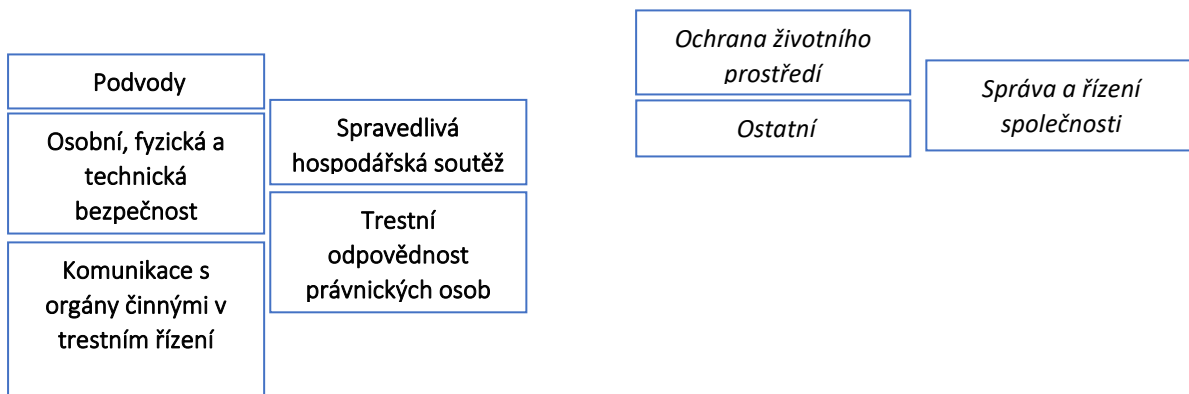 Podvody
Osobní, fyzická a
technická
bezpečnost
Komunikace s
orgány činnými v
trestním řízení
Spravedlivá
hospodářská soutěž
Trestní
odpovědnost
právnických osob
Ochrana životního
prostředí
Ostatní
Správa a řízení
společnosti